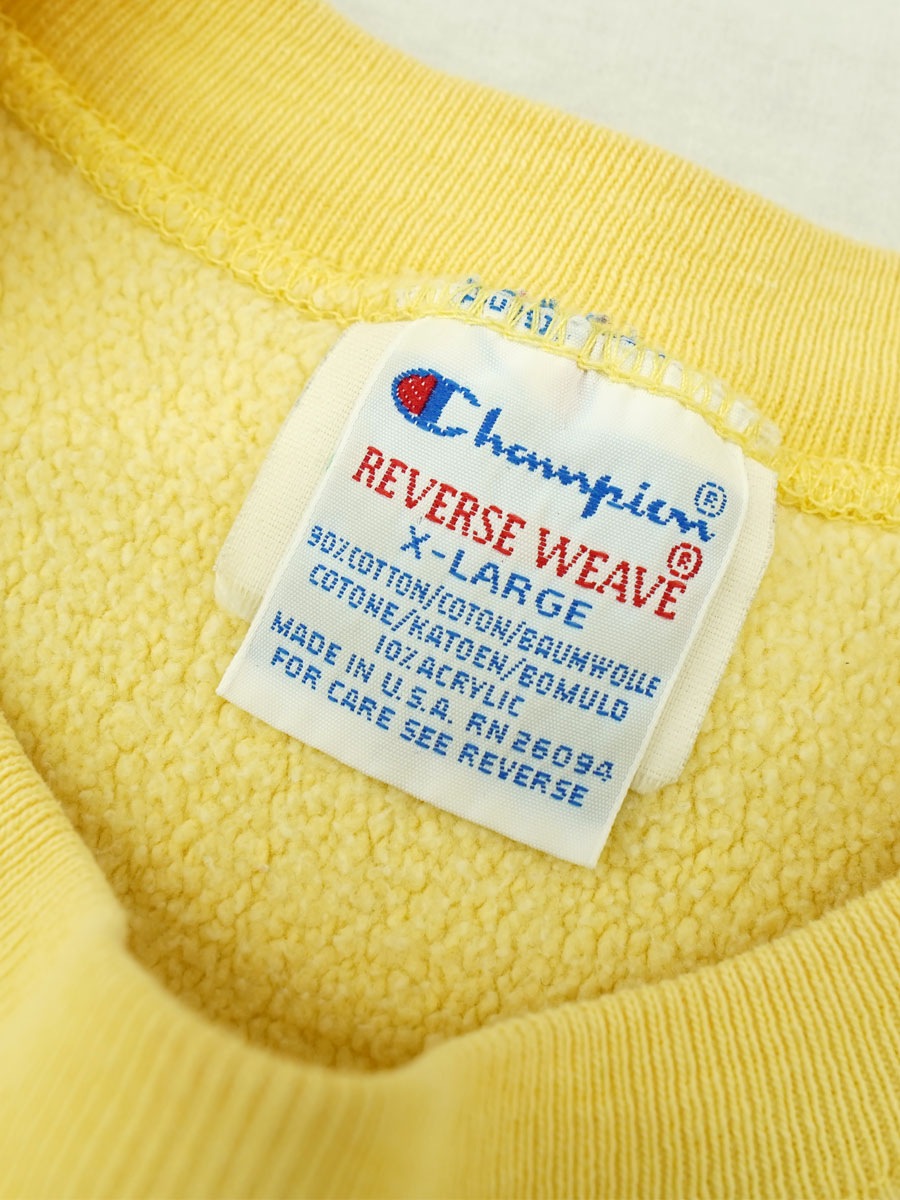 Champion®
REVERSE WEAVE®
X-LARGE
90% COTTON/COTON/BAUMWOLLE
COTONE/KATOEN/BOMULD
10% ACRYLIC
MADE IN U.S.A. RN 26094
FOR CARE SEE REVERSE